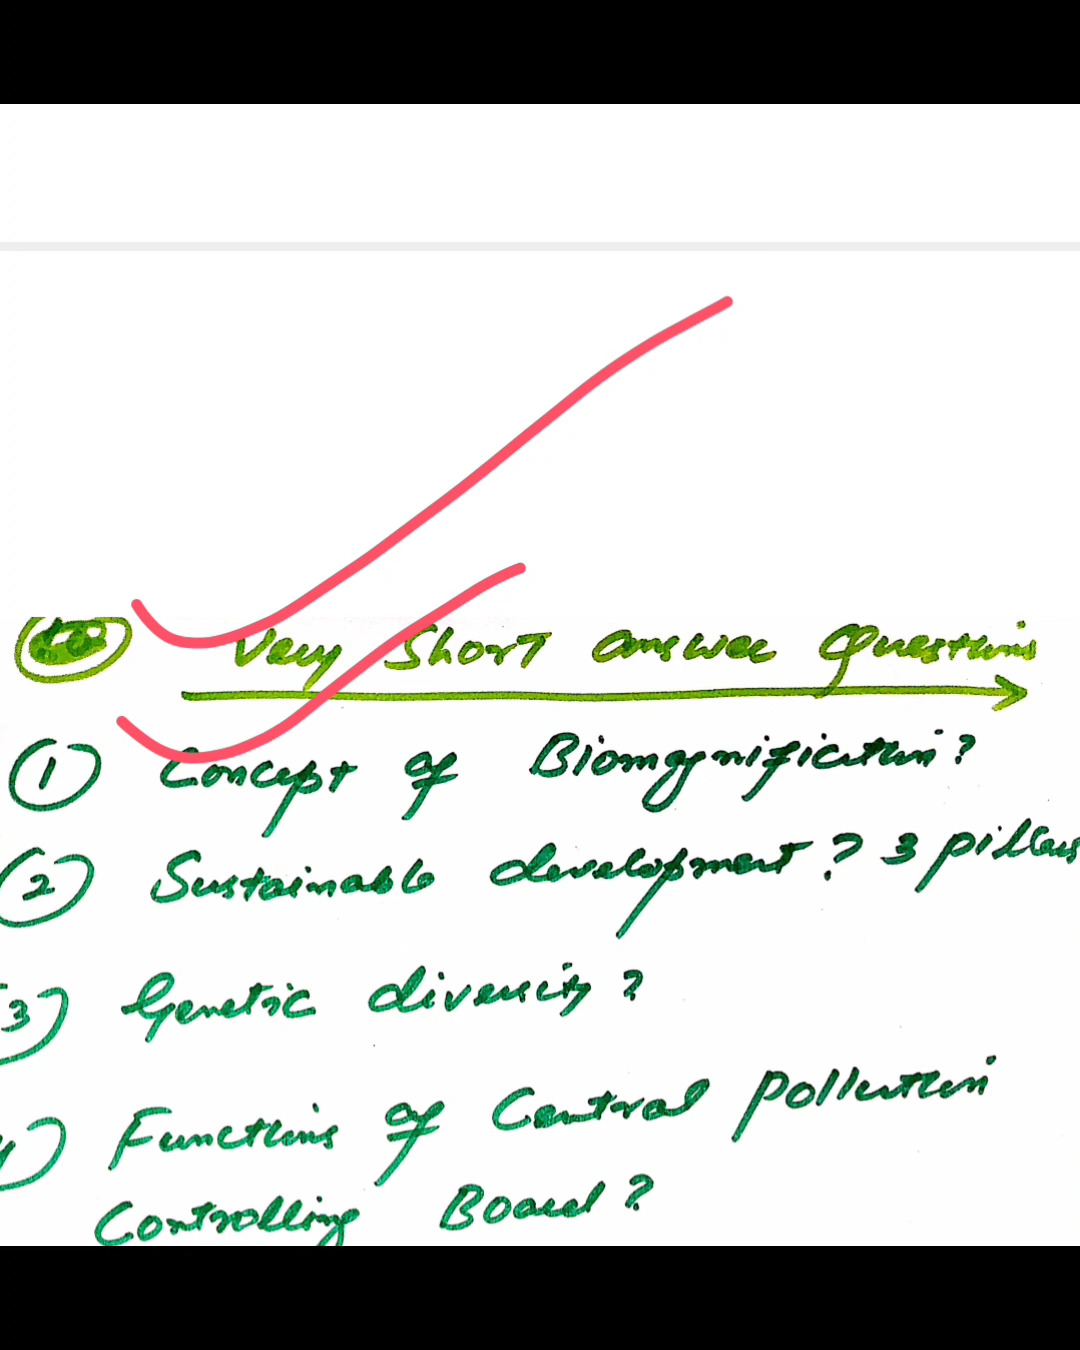 Very Short answer Questions
1 Concept of Biomagnification?
2 Sustainable development? 3 pillars
3 Genetic diversity?
4 Functions of Central pollution
Controlling Board?